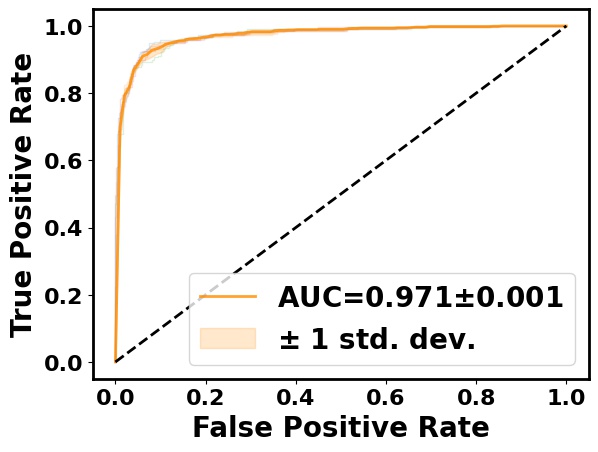 1.0
0.8
0.6
0.4
0.2
0.0
True Positive Rate
AUC=0.971±0.001
± 1 std. dev.
0.0 0.2 0.4 0.6 0.8 1.0
False Positive Rate